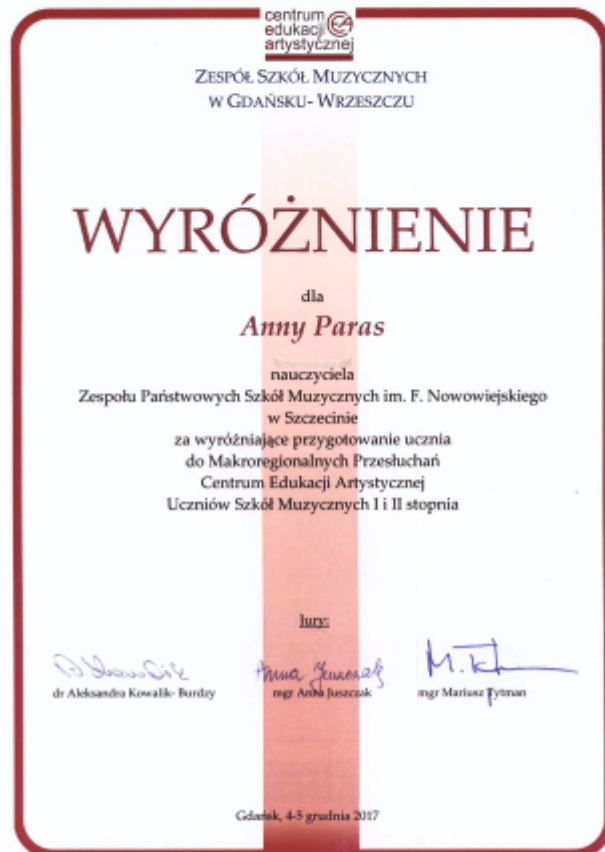 centrum
edukacji
artystycznej
ZESPÓŁ SZKÓŁ MUZYCZNYCH
W GDAŃSKU- WRZESZCZU
WYRÓŻNIENIE
dla
Anny Paras
nauczyciela
Zespołu Państwowych Szkół Muzycznych im. F. Nowowiejskiego
w Szczecinie
za wyróżniające przygotowanie ucznia
do Makroregionalnych Przesłuchań
Centrum Edukacji Artystycznej
Uczniów Szkół Muzycznych I i II stopnia
Jury:
dr Aleksandra Kowalik- Burdzy mgr Anna Juszczak mgr Mariusz Tytman
Gdańsk, 4-5 grudnia 2017